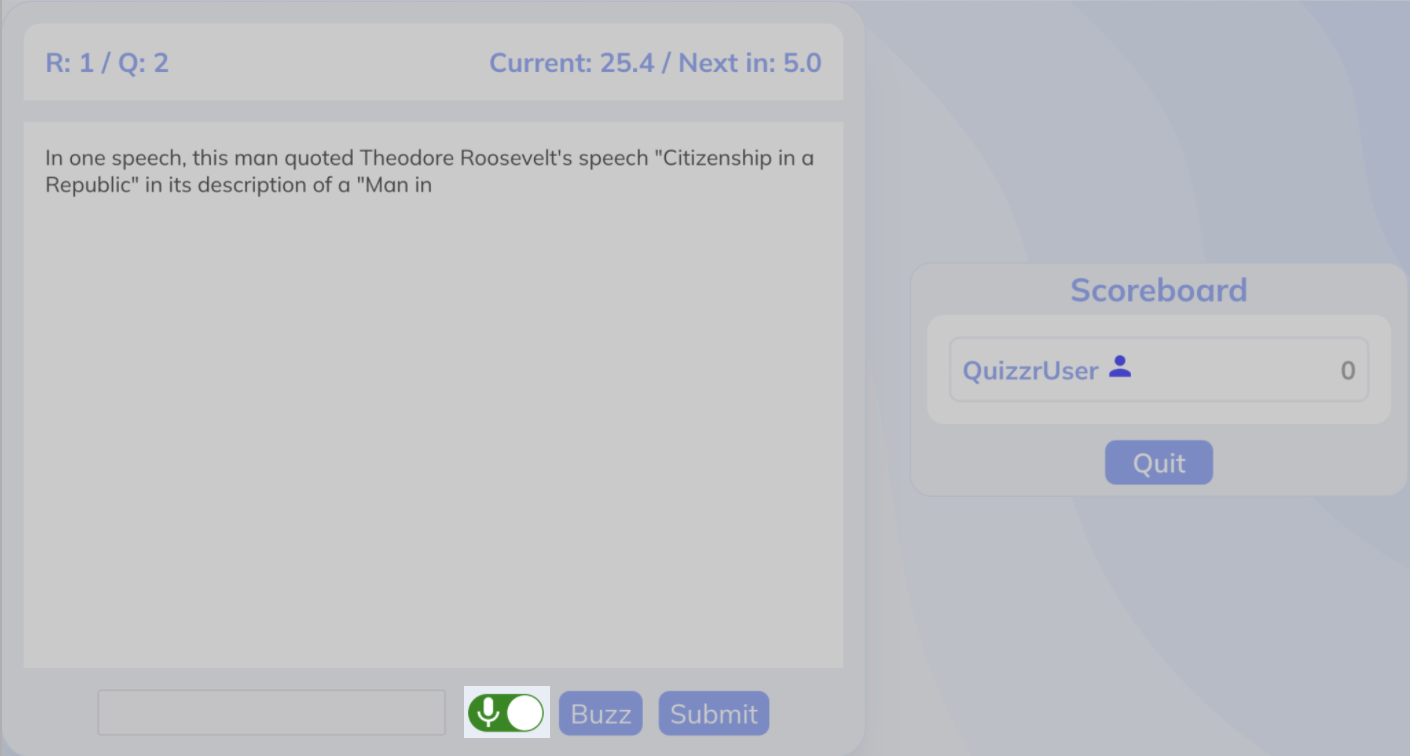 R: 1 / Q: 2
Current: 25.4 / Next in: 5.0
In one speech, this man quoted Theodore Roosevelt's speech "Citizenship in a
Republic" in its description of a "Man in
Scoreboard
QuizzrUser 0
Quit
Buzz
Submit